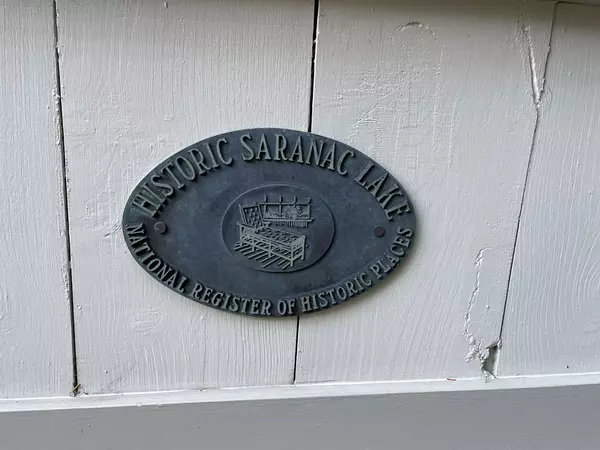 HISTORIC SARANAC LAKE
NATIONAL REGISTER OF HISTORIC PLACES